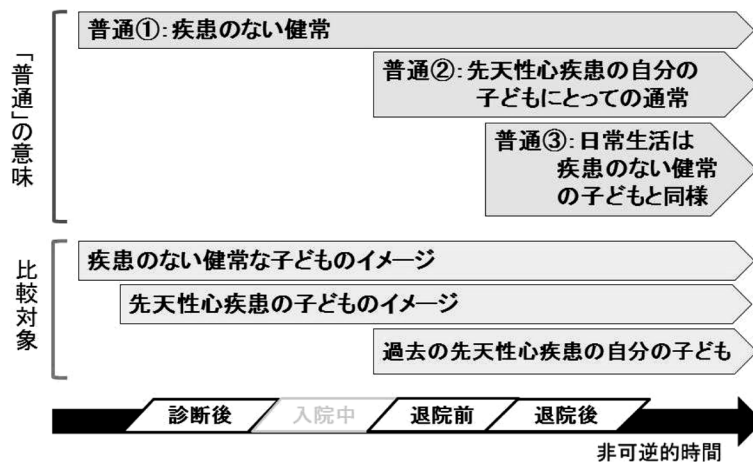 「普通」の意味
普通①：疾患のない健常
普通②：先天性心疾患の自分の
子どもにとっての通常
普通③：日常生活は
疾患のない健常
の子どもと同様
比較対象
疾患のない健常な子どものイメージ
先天性心疾患の子どものイメージ
過去の先天性心疾患の自分の子ども
診断後
入院中
退院前
退院後
非可逆的時間